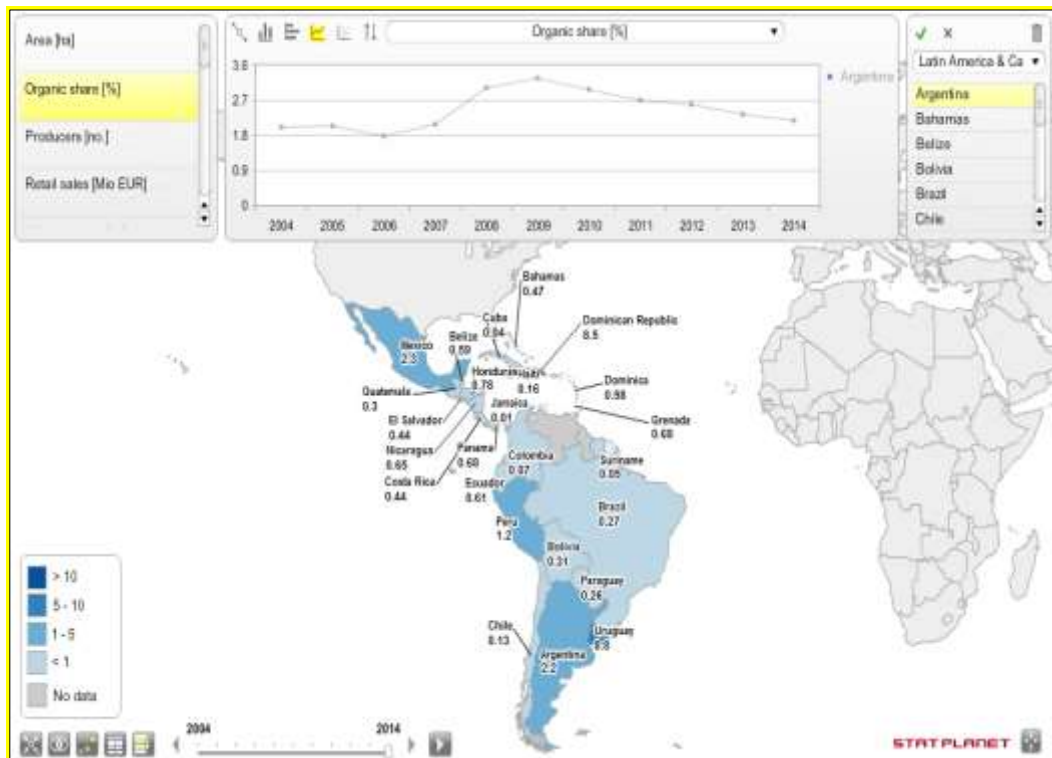 Area [ha]
Organic share [%]
Producers [no.]
Retail sales [Mio EUR]
Organic share [%]
3.8
2.7
1.8
0.9
0
2004 2005 2006 2007 2008 2009 2010 2011 2012 2013 2014
Argentina
Latin America & Ca
Argentina
Bahamas
Belize
Bolivia
Brazil
Chile
Bahamas
0.47
Cuba
0.04
Dominican Republic
8.5
Mexico
2.3
Belize
0.59
Honduras
0.78
0.16
Dominica
0.98
Guatemala
0.3
Jamaica
0.01
Grenada
0.68
El Salvador
0.44
Nicaragua
0.65
Panama
0.68
Costa Rica
0.44
Colombia
0.07
Suriname
0.05
Ecuador
0.61
Brazil
0.27
Peru
1.2
Bolivia
0.31
Paraguay
0.26
Chile
0.13
Uruguay
8.8
Argentina
2.2
> 10
5 - 10
1 - 5
< 1
No data
2004 2014
STATPLANET